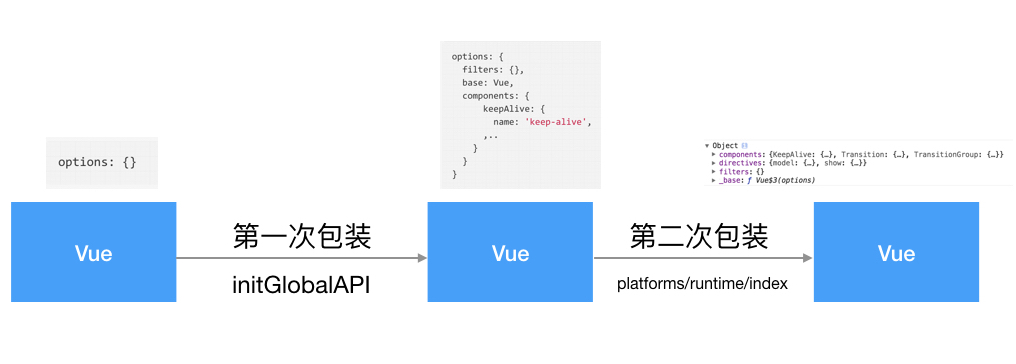 options: {}
options: {
filters: {},
base: Vue,
components: {
keepAlive: {
name: 'keep-alive',
,..
}
}
}
▼ Object
▶ components: {KeepAlive: {…}, Transition: {…}, TransitionGroup: {…}}
▶ directives: {model: {…}, show: {…}}
▶ filters: {}
▶ _base: ƒ Vue$3(options)
Vue
第一次包装
initGlobalAPI
Vue
第二次包装
platforms/runtime/index
Vue